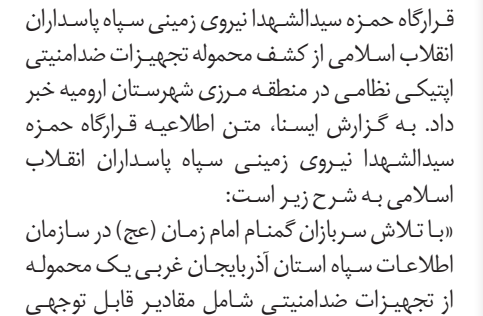 قرارگاه حمزه سیدالشهدا نیروی زمینی سپاه پاسداران
انقلاب اسلامی از کشف محموله تجهیزات ضدامنیتی
اپتیکی نظامی در منطقه مرزی شهرستان ارومیه خبر
داد. به گزارش ایسنا، متن اطلاعیه قرارگاه حمزه
سیدالشهدا نیروی زمینی سپاه پاسداران انقلاب
اسلامی به شرح زیر است:
«با تلاش سربازان گمنام امام زمان (عج) در سازمان
اطلاعات سپاه استان آذربایجان غربی یک محموله
از تجهیزات ضدامنیتی شامل مقادیر قابل توجهی